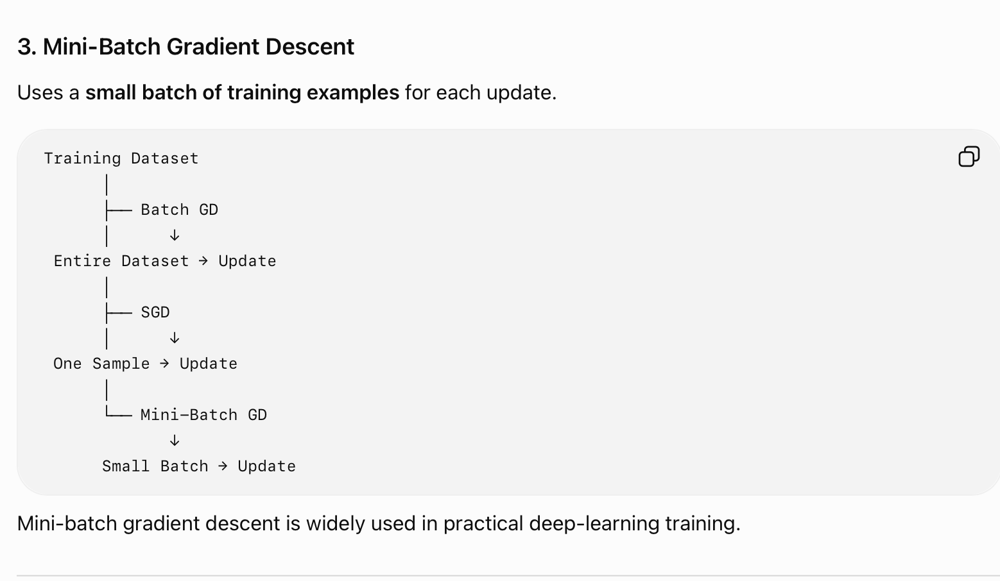 3. Mini-Batch Gradient Descent
Uses a small batch of training examples for each update.
Training Dataset
│
├── Batch GD
│ ↓
Entire Dataset → Update
│
├── SGD
│ ↓
One Sample → Update
│
└── Mini-Batch GD
↓
Small Batch → Update
Mini-batch gradient descent is widely used in practical deep-learning training.